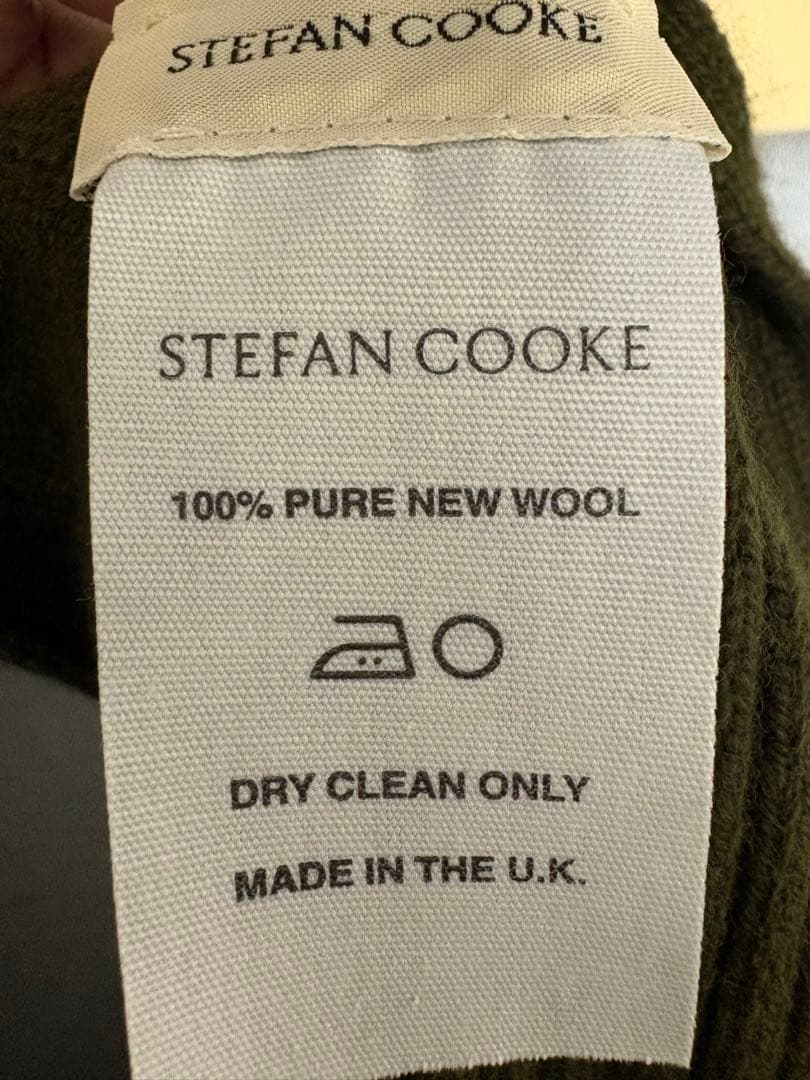 STEFAN COOKE
STEFAN COOKE
100% PURE NEW WOOL
DRY CLEAN ONLY
MADE IN THE U.K.